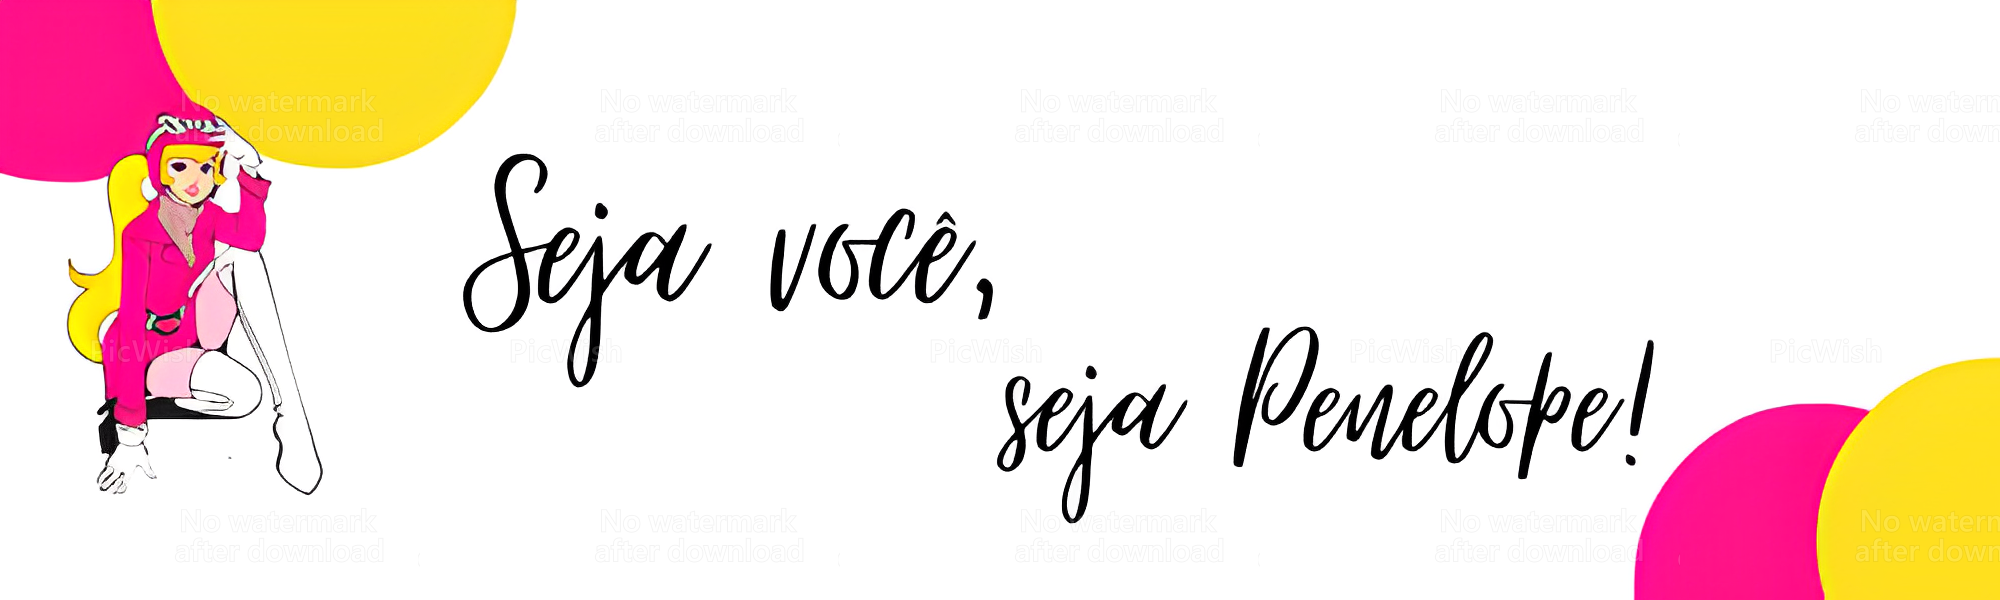 No watermark No watermark No watermark No watermark No waterm
after download after download after download after download after down
Seja você,
PicWish PicWish PicWish PicWish PicWish
seja Penelope!
No watermark No watermark No watermark No watermark No waterm
after download after download after download after download after down